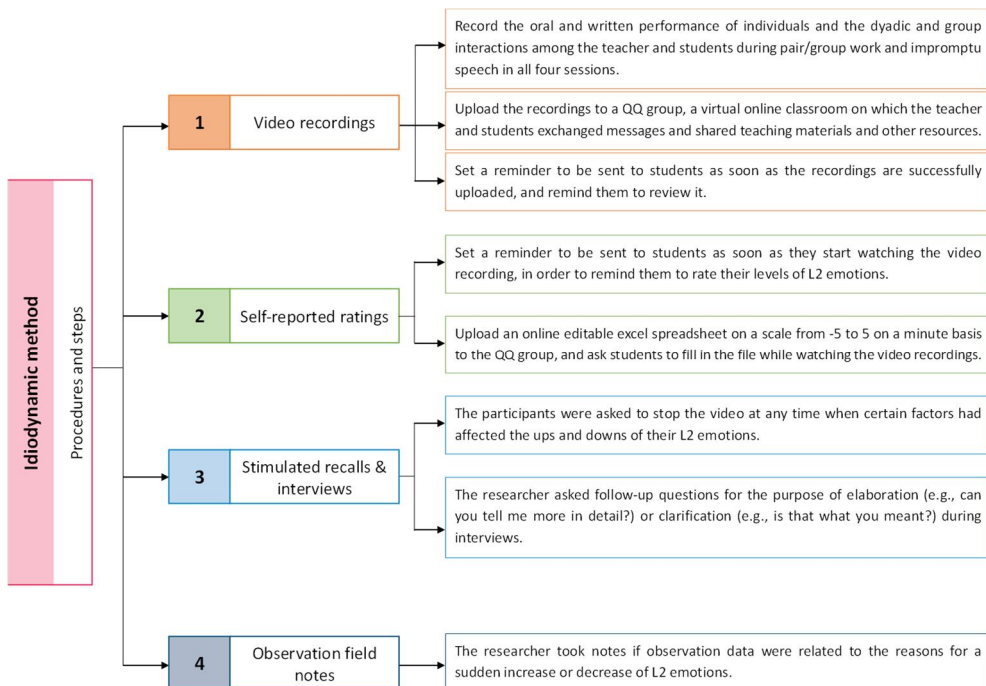 Idiodynamic method
Procedures and steps
1
Video recordings
Record the oral and written performance of individuals and the dyadic and group
interactions among the teacher and students during pair/group work and impromptu
speech in all four sessions.
Upload the recordings to a QQ group, a virtual online classroom on which the teacher
and students exchanged messages and shared teaching materials and other resources.
Set a reminder to be sent to students as soon as the recordings are successfully
uploaded, and remind them to review it.
2
Self-reported ratings
Set a reminder to be sent to students as soon as they start watching the video
recording, in order to remind them to rate their levels of L2 emotions.
Upload an online editable excel spreadsheet on a scale from -5 to 5 on a minute basis
to the QQ group, and ask students to fill in the file while watching the video recordings.
3
Stimulated recalls &
interviews
The participants were asked to stop the video at any time when certain factors had
affected the ups and downs of their L2 emotions.
The researcher asked follow-up questions for the purpose of elaboration (e.g., can
you tell me more in detail?) or clarification (e.g., is that what you meant?) during
interviews.
4
Observation field
notes
The researcher took notes if observation data were related to the reasons for a
sudden increase or decrease of L2 emotions.